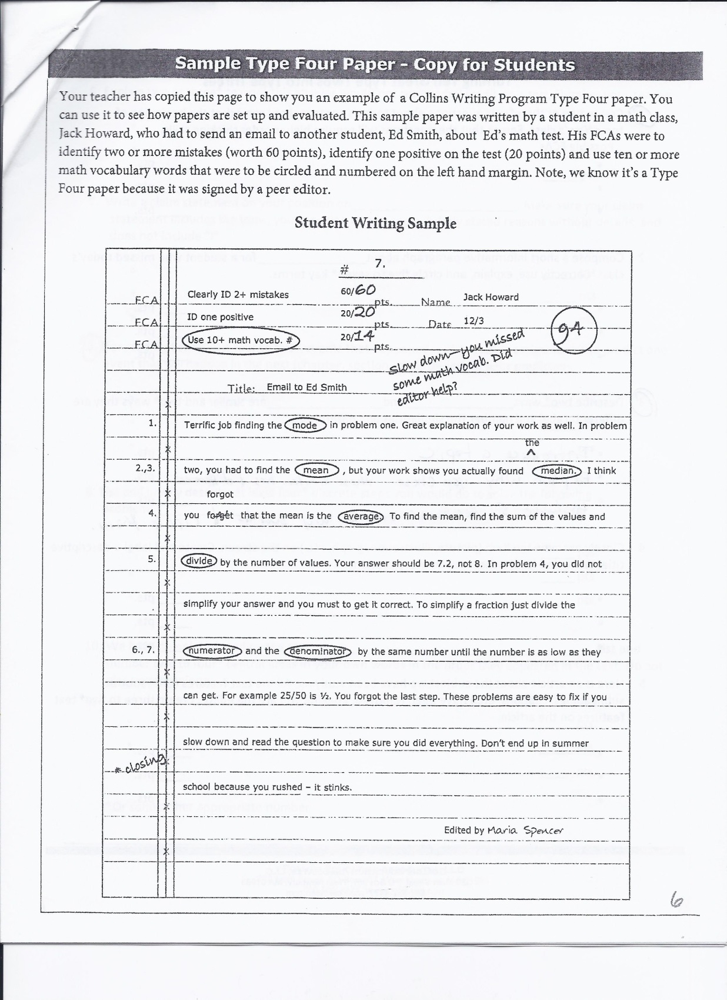 Sample Type Four Paper – Copy for Students
Your teacher has copied this page to show you an example of a Collins Writing Program Type Four paper. You
can use it to see how papers are set up and evaluated. This sample paper was written by a student in a math class,
Jack Howard, who had to send an email to another student, Ed Smith, about Ed's math test. His FCAs were to
identify two or more mistakes (worth 60 points), identify one positive on the test (20 points) and use ten or more
math vocabulary words that were to be circled and numbered on the left hand margin. Note, we know it's a Type
Four paper because it was signed by a peer editor.
Student Writing Sample
# 7.
FCA Clearly ID 2+ mistakes 60/60 pts. Name Jack Howard
FCA ID one positive 20/20 pts. Date 12/3 94
FCA Use 10+ math vocab. # 20/14 pts.
Slow down – you missed
some math vocab. Did
editor help?
Title: Email to Ed Smith
x
1. Terrific job finding the mode in problem one. Great explanation of your work as well. In problem
x the
^
2.,3. two, you had to find the mean , but your work shows you actually found median. I think
x forgot
4. you forget that the mean is the average. To find the mean, find the sum of the values and
x
5. divide by the number of values. Your answer should be 7.2, not 8. In problem 4, you did not
x
simplify your answer and you must to get it correct. To simplify a fraction just divide the
x
6., 7. numerator and the denominator by the same number until the number is as low as they
x
can get. For example 25/50 is ½. You forgot the last step. These problems are easy to fix if you
x
slow down and read the question to make sure you did everything. Don't end up in summer
* closing x
school because you rushed – it stinks.
x
Edited by Maria Spencer
x
6